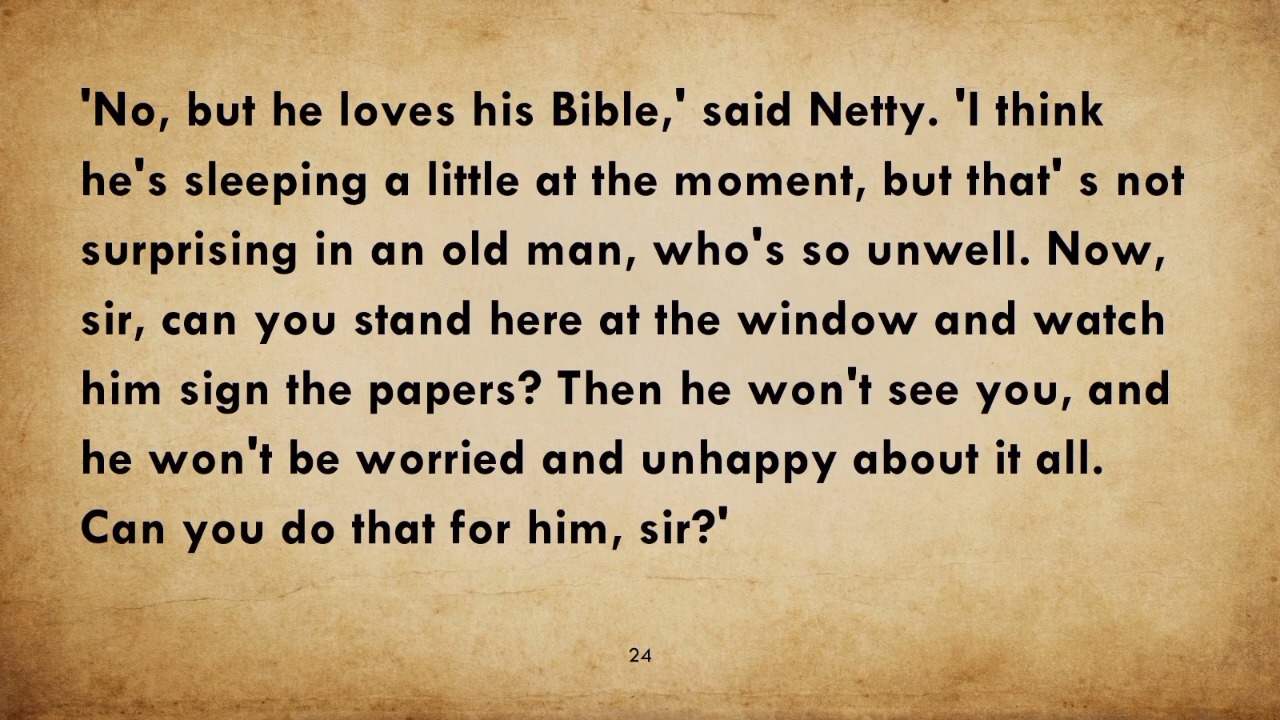 'No, but he loves his Bible,' said Netty. 'I think
he's sleeping a little at the moment, but that' s not
surprising in an old man, who's so unwell. Now,
sir, can you stand here at the window and watch
him sign the papers? Then he won't see you, and
he won't be worried and unhappy about it all.
Can you do that for him, sir?'
24